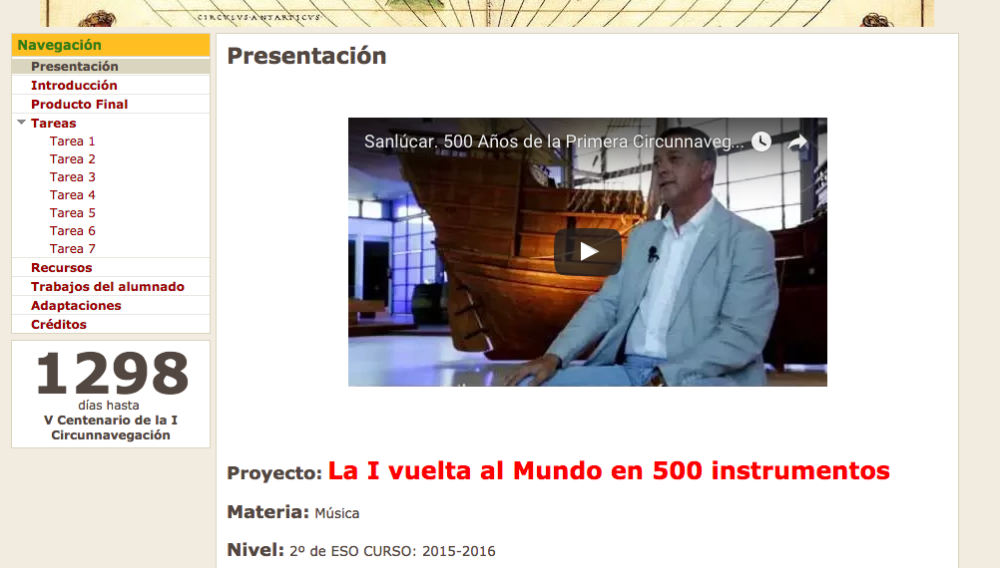 CIRCVLVS·ANTARTICVS·
Navegación
Presentación
Introducción
Producto Final
Tareas
Tarea 1
Tarea 2
Tarea 3
Tarea 4
Tarea 5
Tarea 6
Tarea 7
Recursos
Trabajos del alumnado
Adaptaciones
Créditos
1298
días hasta
V Centenario de la I
Circunnavegación
Presentación
Sanlúcar. 500 Años de la Primera Circunnaveg...
Proyecto: La I vuelta al Mundo en 500 instrumentos
Materia: Música
Nivel: 2º de ESO CURSO: 2015-2016